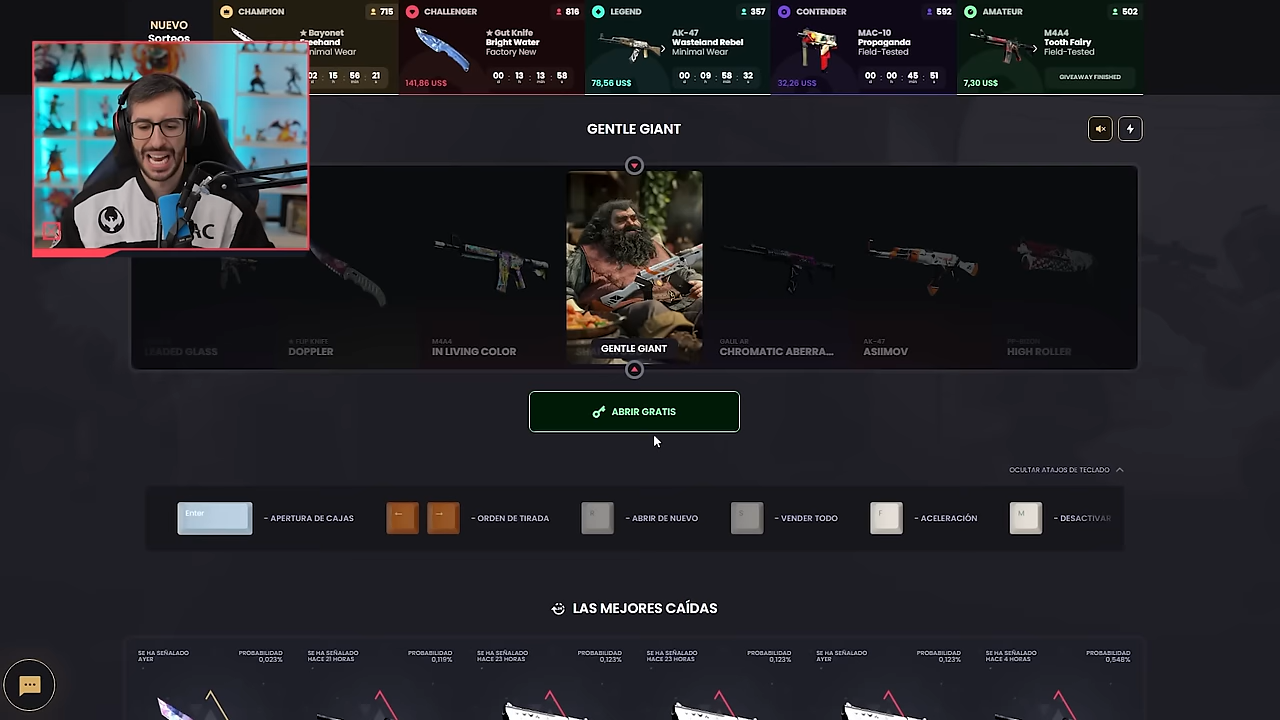 NUEVO
Sorteos
CHAMPION
715
★ Bayonet
Freehand
Minimal Wear
02 : 15 : 56 : 21
CHALLENGER
816
★ Gut Knife
Bright Water
Factory New
141,86 US$
00 : 13 : 13 : 58
LEGEND
357
AK-47
Wasteland Rebel
Minimal Wear
78,56 US$
00 : 09 : 58 : 32
CONTENDER
592
MAC-10
Propaganda
Field-Tested
32,26 US$
00 : 00 : 45 : 51
AMATEUR
502
M4A4
Tooth Fairy
Field-Tested
7,30 US$
GIVEAWAY FINISHED
GENTLE GIANT
LEADED GLASS
★ FLIP KNIFE
DOPPLER
M4A4
IN LIVING COLOR
GENTLE GIANT
GALIL AR
CHROMATIC ABERRA...
AK-47
ASIIMOV
PP-BIZON
HIGH ROLLER
ABRIR GRATIS
OCULTAR ATAJOS DE TECLADO
Enter
- APERTURA DE CAJAS
← →
- ORDEN DE TIRADA
- ABRIR DE NUEVO
S
- VENDER TODO
F
- ACELERACIÓN
M
- DESACTIVAR
LAS MEJORES CAÍDAS
SE HA SEÑALADO
AYER
PROBABILIDAD
0,023%
SE HA SEÑALADO
HACE 21 HORAS
PROBABILIDAD
0,119%
SE HA SEÑALADO
HACE 23 HORAS
PROBABILIDAD
0,123%
SE HA SEÑALADO
HACE 23 HORAS
PROBABILIDAD
0,123%
SE HA SEÑALADO
AYER
PROBABILIDAD
0,123%
SE HA SEÑALADO
HACE 4 HORAS
PROBABILIDAD
0,548%